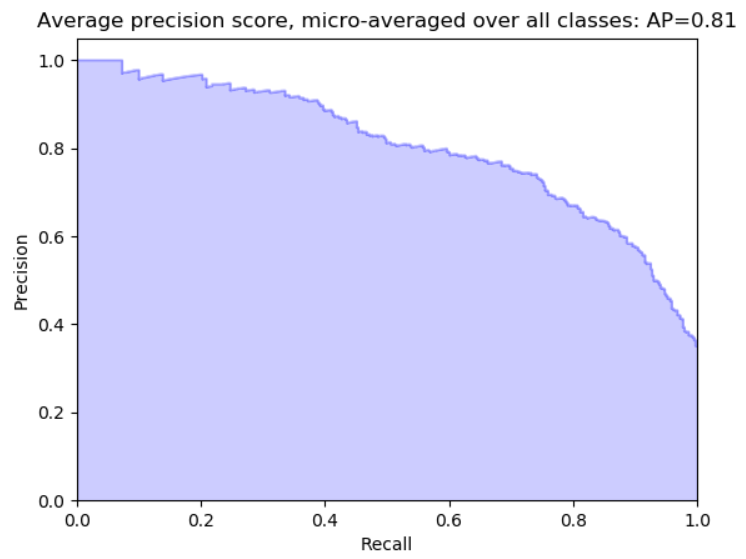 Average precision score, micro-averaged over all classes: AP=0.81
1.0
0.8
0.6
0.4
0.2
0.0
Precision
0.0 0.2 0.4 0.6 0.8 1.0
Recall